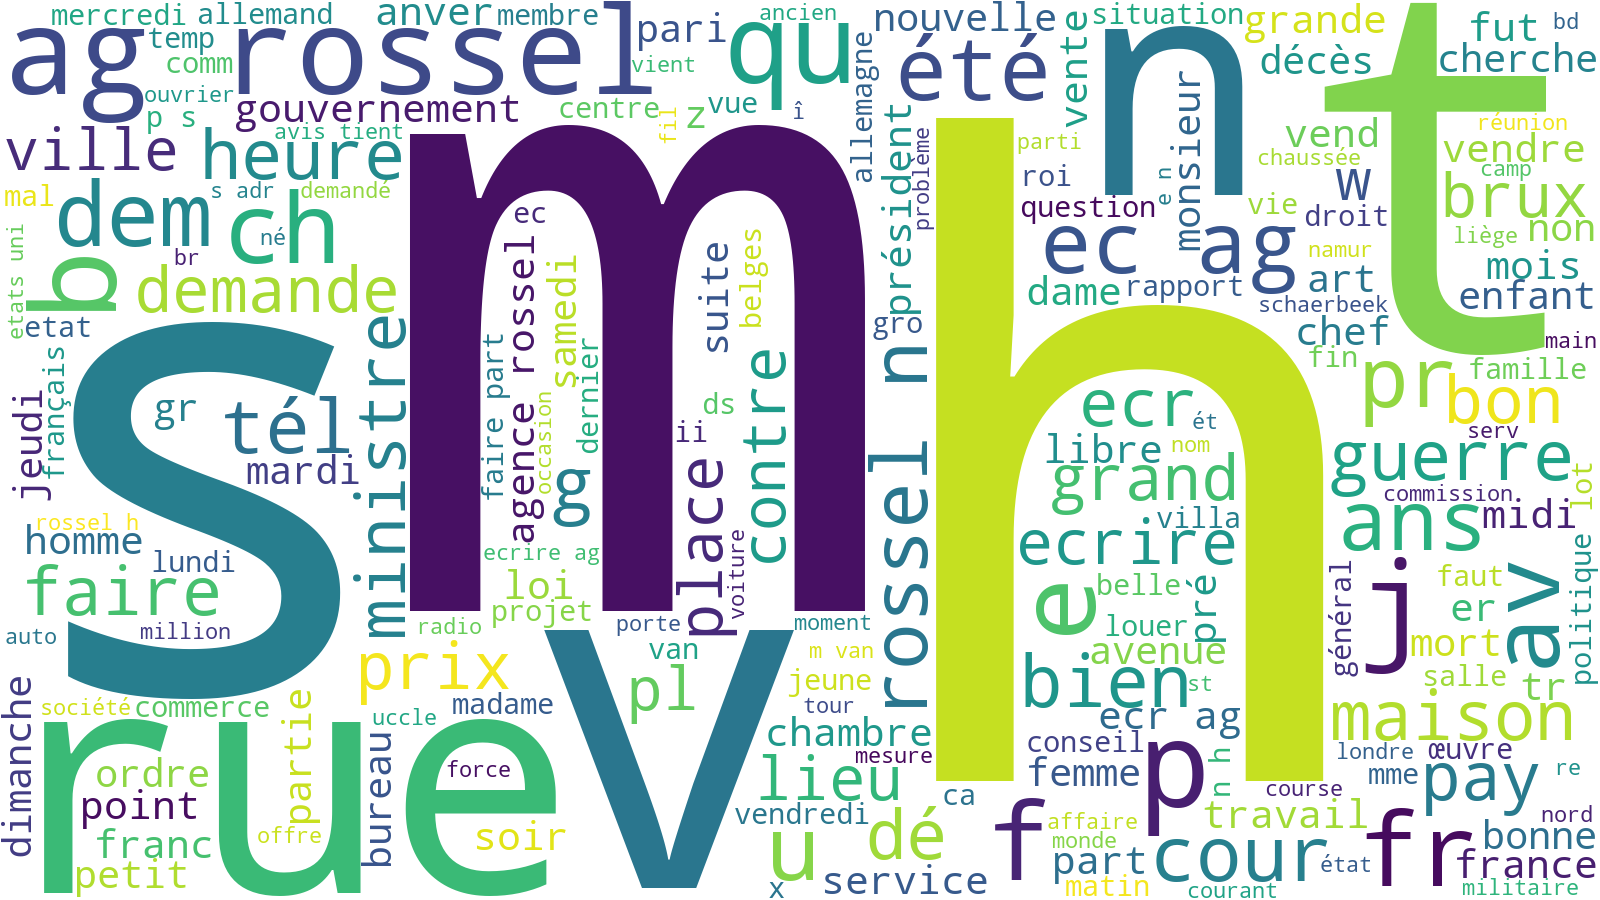 mercredi
allemand
anver
membre
ancien
nouvelle
situation
grande
fut
bd
ag
rossel
temp
comm
pari
vient
qu
été
vente
n
t
décès
cherche
ouvrier
p s
gouvernement
centre
fil
z
vue
î
allemagne
président
parti
monsieur
vend
réunion
vendre
chaussée
camp
ville
avis tient
heure
m
h
problème
roi
question
e n
vie
w
droit
brux
non
liège
mal
dem
s adr
demandé
ch
né
br
ec
ec ag
namur
art
mois
etats uni
b
demande
etat
agence rossel
samedi
suite
belges
gro
dame
rapport
schaerbeek
chef
enfant
main
s
ministre
faire part
dernier
contre
rossel n
fin
famille
pr
bon
jeudi
français
gr
tél
mardi
occasion
ds
ii
ecr
ét
libre
nom
serv
guerre
lot
g
place
grand
villa
commission
ans
midi
rossel h
homme
lundi
ecrire ag
voiture
ecrire
faire
loi
projet
e
belle
pré
général
j
faut
er
av
politique
auto
million
radio
porte
moment
louer
mort
prix
van
m van
avenue
salle
pl
jeune
bien
st
tr
dimanche
société
commerce
partie
uccle
madame
v
tour
ecr ag
maison
rue
bureau
chambre
mesure
conseil
n h
p
londre
œuvre
ordre
force
lieu
femme
mme
pay
re
point
vendredi
ca
course
franc
offre
soir
u
dé
f
affaire
monde
travail
fr
nord
bonne
petit
x
service
part
cour
état
france
matin
courant
militaire